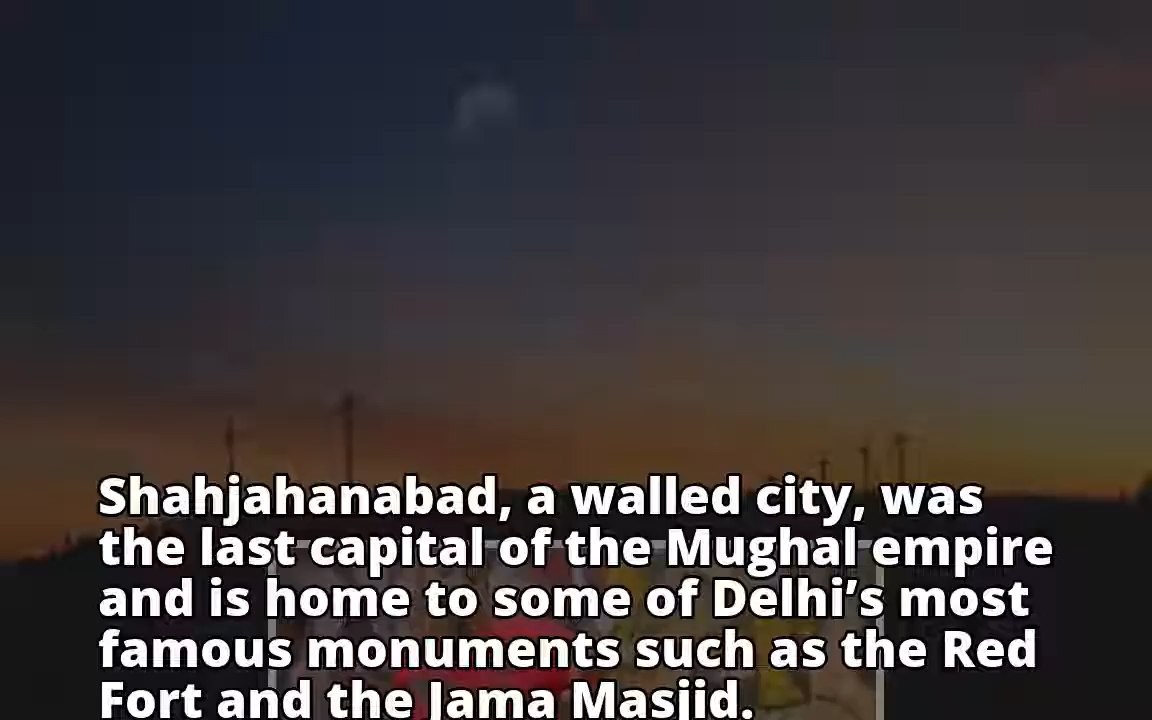 Shahjahanabad, a walled city, was
the last capital of the Mughal empire
and is home to some of Delhi’s most
famous monuments such as the Red
Fort and the Jama Masjid.